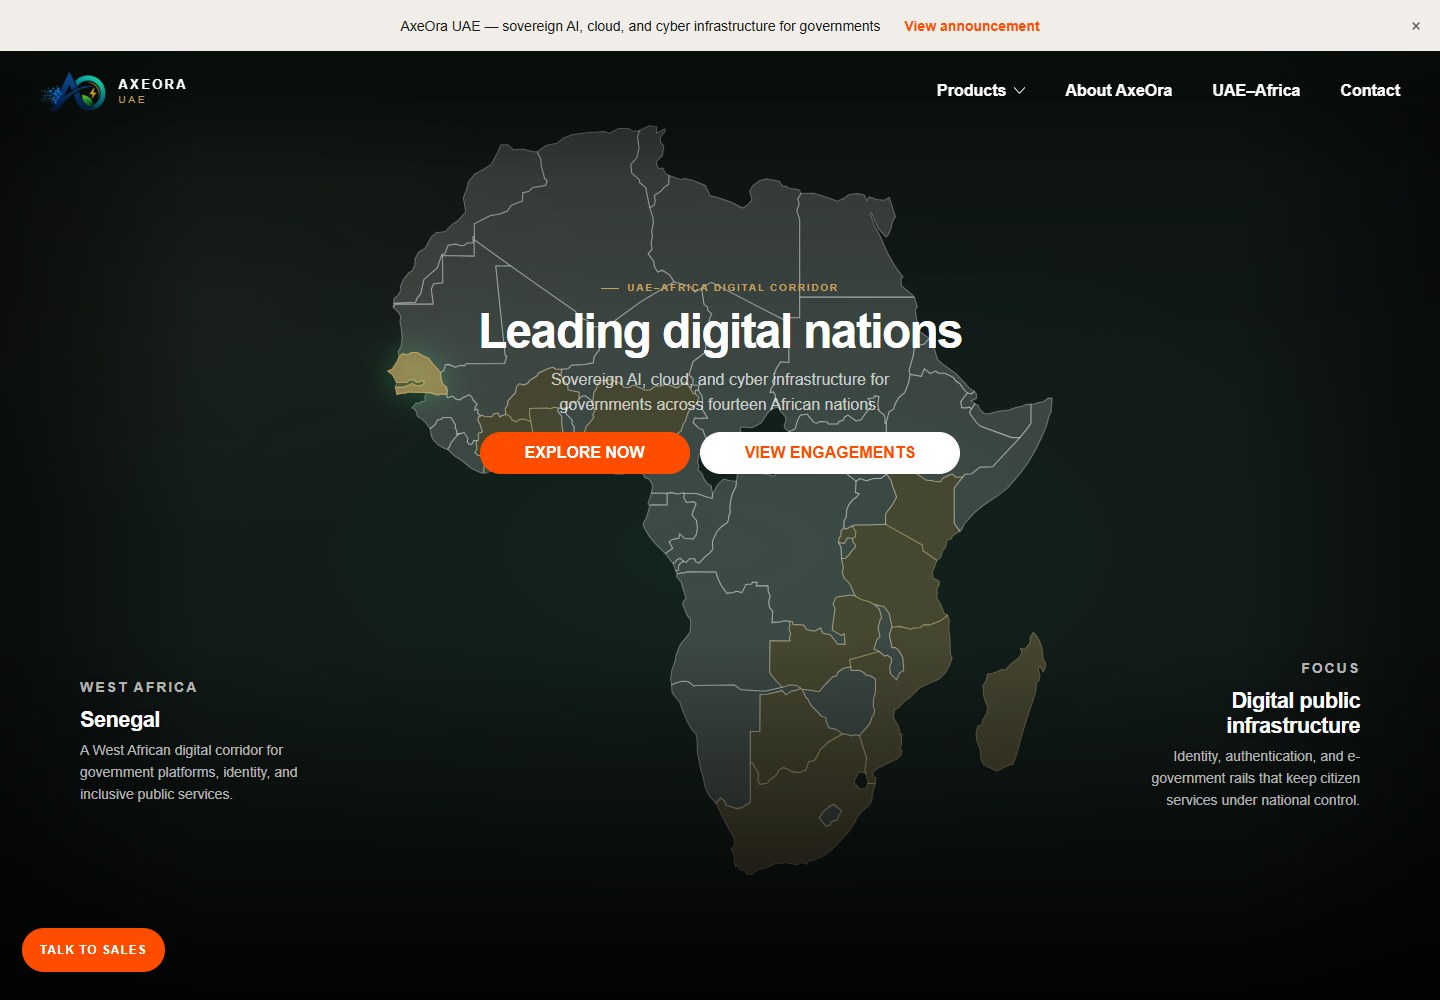 AxeOra UAE — sovereign AI, cloud, and cyber infrastructure for governments View announcement ×
AXEORA
UAE
Products About AxeOra UAE–Africa Contact
UAE–AFRICA DIGITAL CORRIDOR
Leading digital nations
Sovereign AI, cloud, and cyber infrastructure for
governments across fourteen African nations.
EXPLORE NOW VIEW ENGAGEMENTS
WEST AFRICA
Senegal
A West African digital corridor for
government platforms, identity, and
inclusive public services.
FOCUS
Digital public
infrastructure
Identity, authentication, and e-
government rails that keep citizen
services under national control.
TALK TO SALES